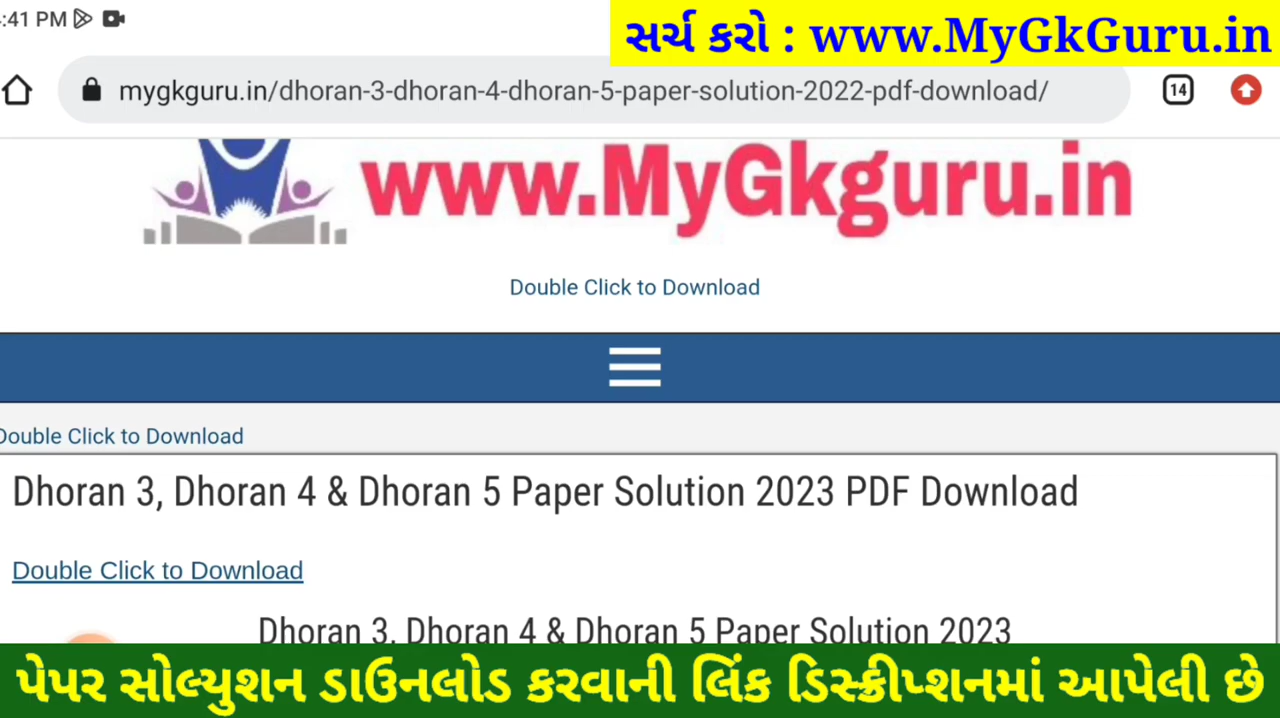 :41 PM
સર્ચ કરો : www.MyGkGuru.in
mygkguru.in/dhoran-3-dhoran-4-dhoran-5-paper-solution-2022-pdf-download/
14
www.MyGkguru.in
Double Click to Download
Double Click to Download
Dhoran 3, Dhoran 4 & Dhoran 5 Paper Solution 2023 PDF Download
Double Click to Download
Dhoran 3, Dhoran 4 & Dhoran 5 Paper Solution 2023
પેપર સોલ્યુશન ડાઉનલોડ કરવાની લિંક ડિસ્ક્રીપ્શનમાં આપેલી છે